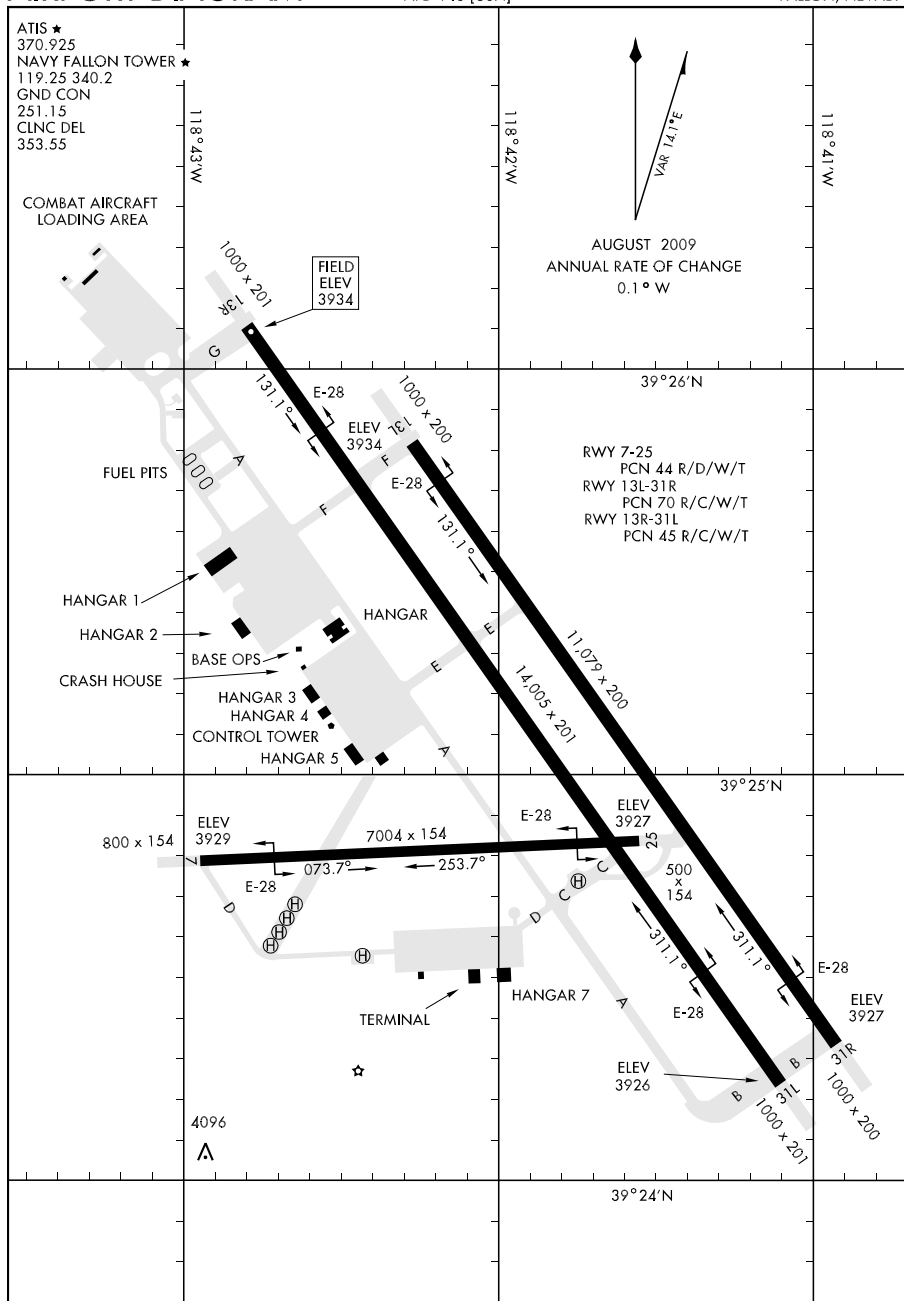 ATIS ★
370.925
NAVY FALLON TOWER ★
119.25 340.2
GND CON
251.15
CLNC DEL
353.55
118°43'W
118°42'W
118°41'W
VAR 14.1°E
AUGUST 2009
ANNUAL RATE OF CHANGE
0.1° W
COMBAT AIRCRAFT
LOADING AREA
1000 x 201
13R
FIELD
ELEV
3934
G
39°26'N
131.1°
E-28
ELEV
3934
1000 x 200
13L
F
E-28
131.1°
RWY 7-25
PCN 44 R/D/W/T
RWY 13L-31R
PCN 70 R/C/W/T
RWY 13R-31L
PCN 45 R/C/W/T
A
FUEL PITS
F
HANGAR 1
HANGAR 2
HANGAR
BASE OPS
CRASH HOUSE
HANGAR 3
HANGAR 4
CONTROL TOWER
HANGAR 5
E
E
11,079 x 200
14,005 x 201
A
39°25'N
800 x 154
ELEV
3929
7004 x 154
E-28
ELEV
3927
7
25
E-28
073.7°
253.7°
500
x
154
C
C
D
D
H
H
H
H
H
H
311.1°
311.1°
E-28
E-28
A
TERMINAL
HANGAR 7
ELEV
3927
ELEV
3926
B
B
31L
31R
1000 x 201
1000 x 200
4096
39°24'N